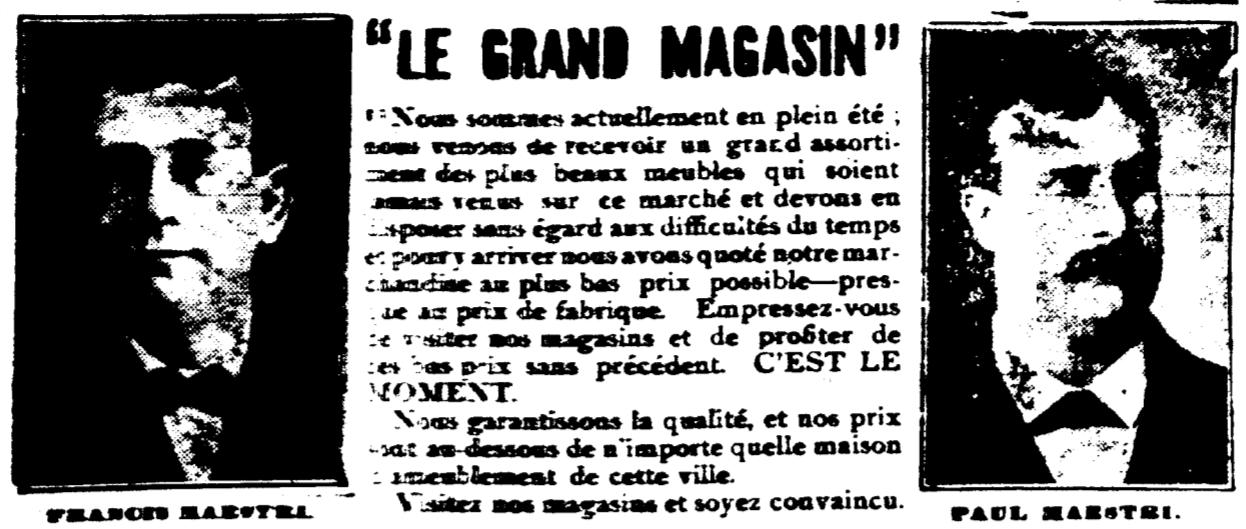 “LE GRAND MAGASIN”
Nous sommes actuellement en plein été ;
nous venons de recevoir un grand assorti-
ment des plus beaux meubles qui soient
jamais venus sur ce marché et devons en
disposer sans égard aux difficultés du temps
et pour y arriver nous avons quoté notre mar-
chandise au plus bas prix possible—pres-
que au prix de fabrique. Empressez-vous
de visiter nos magasins et de profiter de
ces bas prix sans précédent. C'EST LE
MOMENT.
Nous garantissons la qualité, et nos prix
sont au-dessous de n'importe quelle maison
d'ameublement de cette ville.
Visitez nos magasins et soyez convaincu.
FRANCIS MAESTRI.
PAUL MAESTRI.